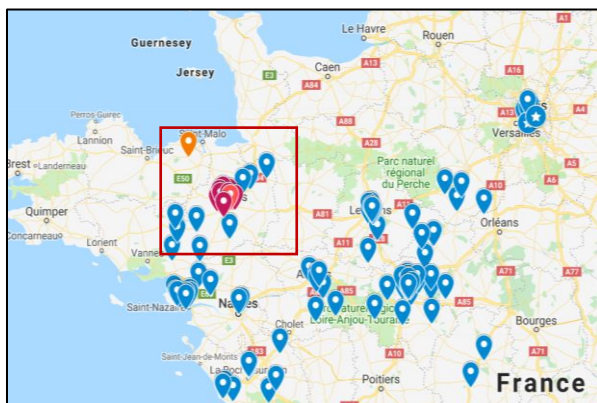 Le Havre
Rouen
A1
Guernesey
A13
A16
Caen
Jersey
E3
A84
A13
A4
Versailles
Perros-Guirec
Lannion
Saint-Malo
A88
A28
Saint-Brieuc
Parc naturel
régional
du Perche
Brest
Landerneau
E50
A10
Quimper
A81
A11
Orléans
Concarneau
Lorient
Vannes
E3
A71
A77
A85
Saint-Nazaire
Nantes
Loire-Anjou-Touraine
Cholet
Bourges
A10
Saint-Jean-de-Monts
A83
A71
La Roche-sur-Yon
Poitiers
France